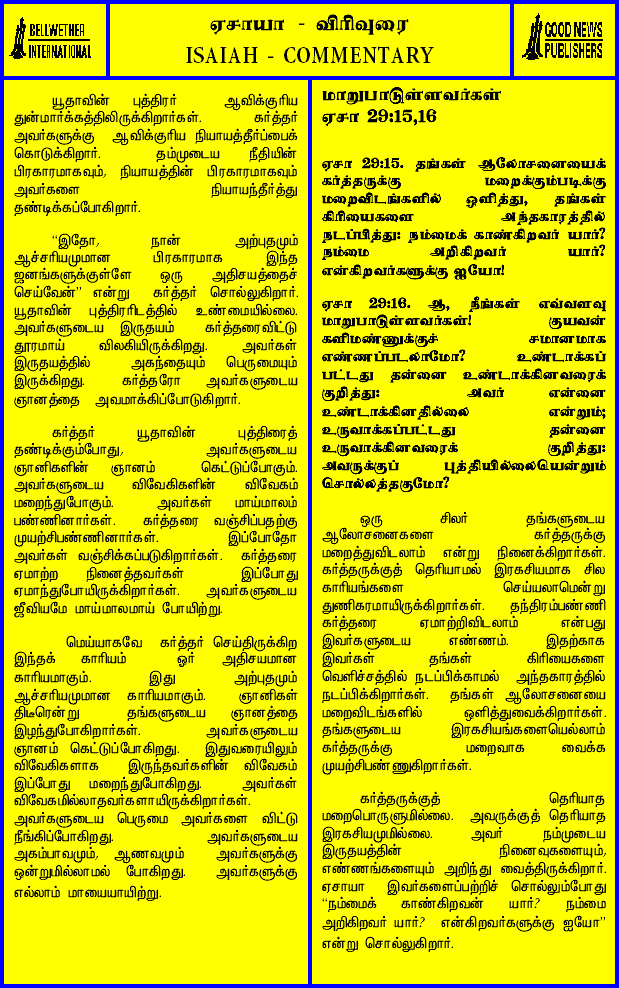 BELLWETHER
INTERNATIONAL
ஏசாயா - விரிவுரை
ISAIAH - COMMENTARY
GOOD NEWS
PUBLISHERS
யூதாவின் புத்திரர் ஆவிக்குரிய
துன்மார்க்கத்திலிருக்கிறார்கள். கர்த்தர்
அவர்களுக்கு ஆவிக்குரிய நியாயத்தீர்ப்பைக்
கொடுக்கிறார். தம்முடைய நீதியின்
பிரகாரமாகவும், நியாயத்தின் பிரகாரமாகவும்
அவர்களை நியாயந்தீர்த்து
தண்டிக்கப்போகிறார்.
“இதோ, நான் அற்புதமும்
ஆச்சரியமுமான பிரகாரமாக இந்த
ஜனங்களுக்குள்ளே ஒரு அதிசயத்தைச்
செய்வேன்” என்று கர்த்தர் சொல்லுகிறார்.
யூதாவின் புத்திரரிடத்தில் உண்மையில்லை.
அவர்களுடைய இருதயம் கர்த்தரைவிட்டு
தூரமாய் விலகியிருக்கிறது. அவர்கள்
இருதயத்தில் அகந்தையும் பெருமையும்
இருக்கிறது. கர்த்தரோ அவர்களுடைய
ஞானத்தை அவமாக்கிப்போடுகிறார்.
கர்த்தர் யூதாவின் புத்திரைத்
தண்டிக்கும்போது, அவர்களுடைய
ஞானிகளின் ஞானம் கெட்டுப்போகும்.
அவர்களுடைய விவேகிகளின் விவேகம்
மறைந்துபோகும். அவர்கள் மாய்மாலம்
பண்ணினார்கள். கர்த்தரை வஞ்சிப்பதற்கு
முயற்சிபண்ணினார்கள். இப்போதோ
அவர்கள் வஞ்சிக்கப்படுகிறார்கள். கர்த்தரை
ஏமாற்ற நினைத்தவர்கள் இப்போது
ஏமாந்துபோயிருக்கிறார்கள். அவர்களுடைய
ஜீவியமே மாய்மாலமாய் போயிற்று.
மெய்யாகவே கர்த்தர் செய்திருக்கிற
இந்தக் காரியம் ஓர் அதிசயமான
காரியமாகும். இது அற்புதமும்
ஆச்சரியமுமான காரியமாகும். ஞானிகள்
திடீரென்று தங்களுடைய ஞானத்தை
இழந்துபோகிறார்கள். அவர்களுடைய
ஞானம் கெட்டுப்போகிறது. இதுவரையிலும்
விவேகிகளாக இருந்தவர்களின் விவேகம்
இப்போது மறைந்துபோகிறது. அவர்கள்
விவேகமில்லாதவர்களாயிருக்கிறார்கள்.
அவர்களுடைய பெருமை அவர்களை விட்டு
நீங்கிப்போகிறது. அவர்களுடைய
அகம்பாவமும், ஆணவமும் அவர்களுக்கு
ஒன்றுமில்லாமல் போகிறது. அவர்களுக்கு
எல்லாம் மாயையாயிற்று.
மாறுபாடுள்ளவர்கள்
ஏசா 29:15,16
ஏசா 29:15. தங்கள் ஆலோசனையைக்
கர்த்தருக்கு மறைக்கும்படிக்கு
மறைவிடங்களில் ஒளித்து, தங்கள்
கிரியைகளை அந்தகாரத்தில்
நடப்பித்து: நம்மைக் காண்கிறவர் யார்?
நம்மை அறிகிறவர் யார்?
என்கிறவர்களுக்கு ஐயோ!
ஏசா 29:16. ஆ, நீங்கள் எவ்வளவு
மாறுபாடுள்ளவர்கள்! குயவன்
களிமண்ணுக்குச் சமானமாக
எண்ணப்படலாமோ? உண்டாக்கப்
பட்டது தன்னை உண்டாக்கினவரைக்
குறித்து: அவர் என்னை
உண்டாக்கினதில்லை என்றும்;
உருவாக்கப்பட்டது தன்னை
உருவாக்கினவரைக் குறித்து:
அவருக்குப் புத்தியில்லையென்றும்
சொல்லத்தகுமோ?
ஒரு சிலர் தங்களுடைய
ஆலோசனைகளை கர்த்தருக்கு
மறைத்துவிடலாம் என்று நினைக்கிறார்கள்.
கர்த்தருக்குத் தெரியாமல் இரகசியமாக சில
காரியங்களை செய்யலாமென்று
துணிகரமாயிருக்கிறார்கள். தந்திரம்பண்ணி
கர்த்தரை ஏமாற்றிவிடலாம் என்பது
இவர்களுடைய எண்ணம். இதற்காக
இவர்கள் தங்கள் கிரியைகளை
வெளிச்சத்தில் நடப்பிக்காமல் அந்தகாரத்தில்
நடப்பிக்கிறார்கள். தங்கள் ஆலோசனையை
மறைவிடங்களில் ஒளித்துவைக்கிறார்கள்.
தங்களுடைய இரகசியங்களையெல்லாம்
கர்த்தருக்கு மறைவாக வைக்க
முயற்சிபண்ணுகிறார்கள்.
கர்த்தருக்குத் தெரியாத
மறைபொருளுமில்லை. அவருக்குத் தெரியாத
இரகசியமுமில்லை. அவர் நம்முடைய
இருதயத்தின் நினைவுகளையும்,
எண்ணங்களையும் அறிந்து வைத்திருக்கிறார்.
ஏசாயா இவர்களைப்பற்றிச் சொல்லும்போது
“நம்மைக் காண்கிறவன் யார்? நம்மை
அறிகிறவர் யார்? என்கிறவர்களுக்கு ஐயோ”
என்று சொல்லுகிறார்.